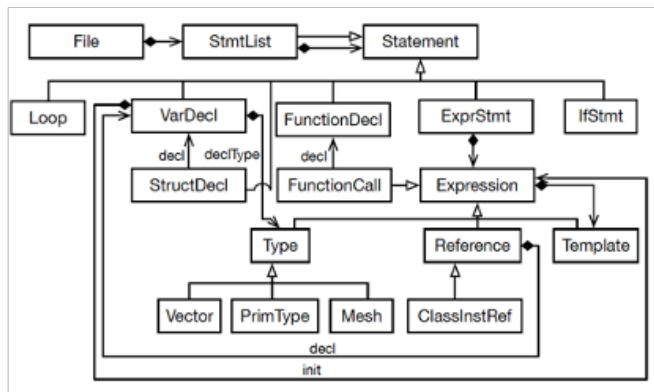 File StmtList Statement
Loop VarDecl FunctionDecl ExprStmt IfStmt
decl declType decl
StructDecl FunctionCall Expression
Type Reference Template
Vector PrimType Mesh ClassInstRef
decl
init